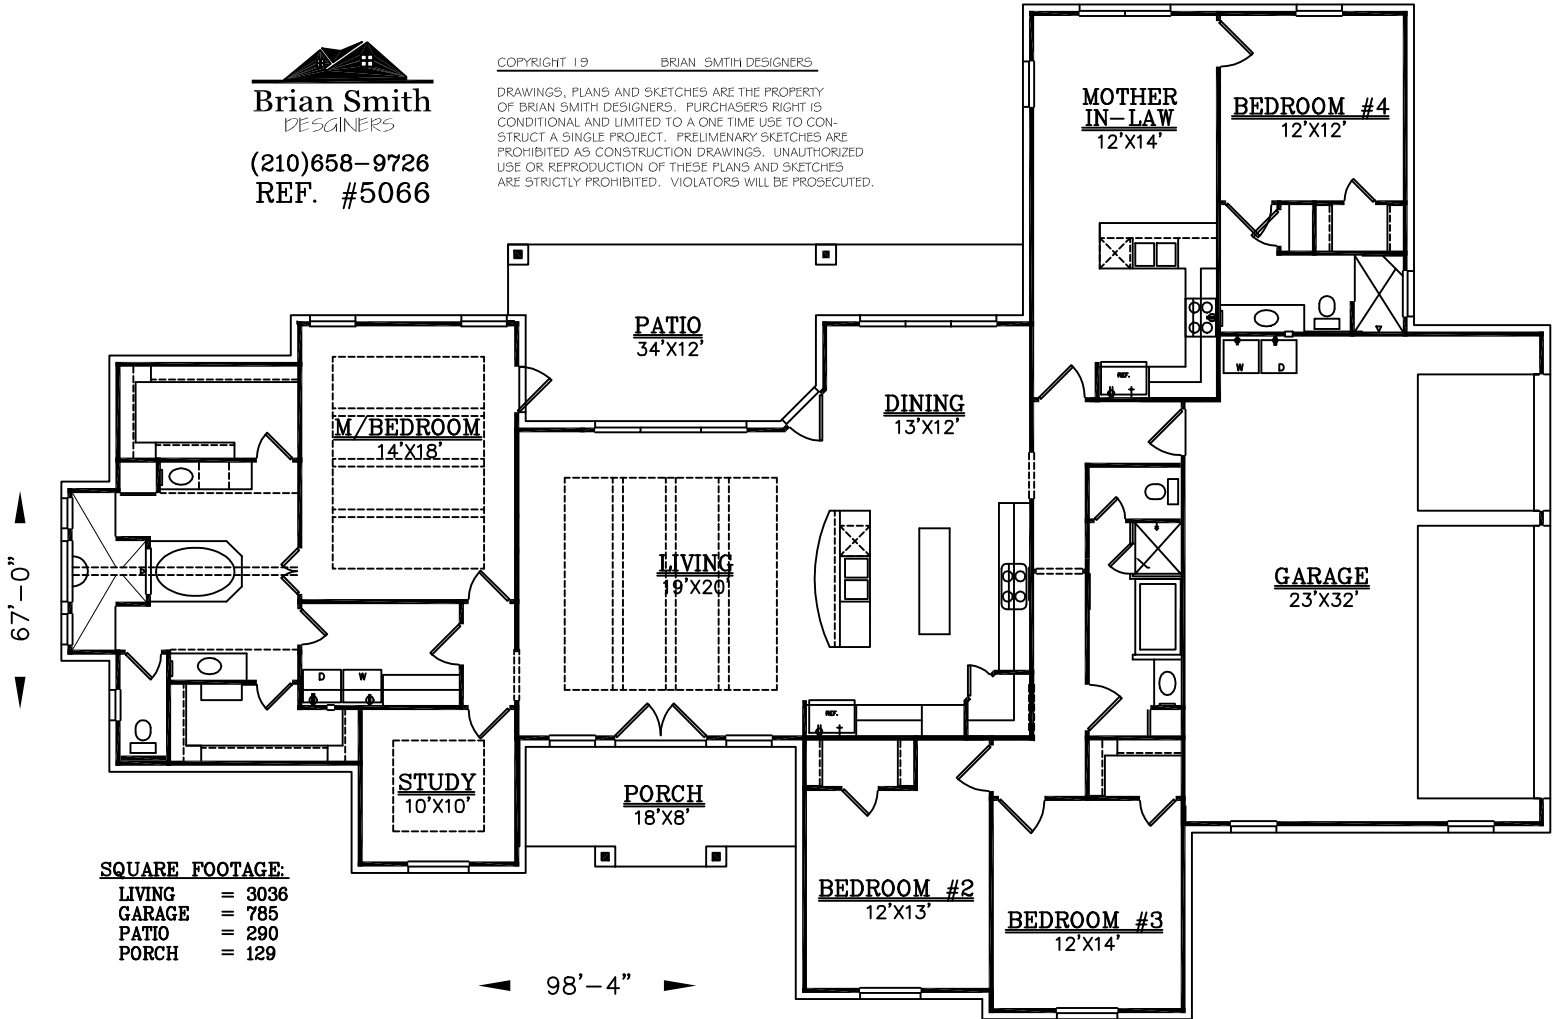 Brian Smith
DESGINERS
(210)658-9726
REF. #5066
COPYRIGHT 19 BRIAN SMTIH DESIGNERS
DRAWINGS, PLANS AND SKETCHES ARE THE PROPERTY
OF BRIAN SMITH DESIGNERS. PURCHASERS RIGHT IS
CONDITIONAL AND LIMITED TO A ONE TIME USE TO CON-
STRUCT A SINGLE PROJECT. PRELIMENARY SKETCHES ARE
PROHIBITED AS CONSTRUCTION DRAWINGS. UNAUTHORIZED
USE OR REPRODUCTION OF THESE PLANS AND SKETCHES
ARE STRICTLY PROHIBITED. VIOLATORS WILL BE PROSECUTED.
MOTHER
IN-LAW
12'X14'
BEDROOM #4
12'X12'
PATIO
34'X12'
REF.
W D
M/BEDROOM
14'X18'
DINING
13'X12'
LIVING
19'X20'
GARAGE
23'X32'
67'-0"
D W
REF.
STUDY
10'X10'
PORCH
18'X8'
BEDROOM #2
12'X13'
BEDROOM #3
12'X14'
SQUARE FOOTAGE:
LIVING = 3036
GARAGE = 785
PATIO = 290
PORCH = 129
98'-4"